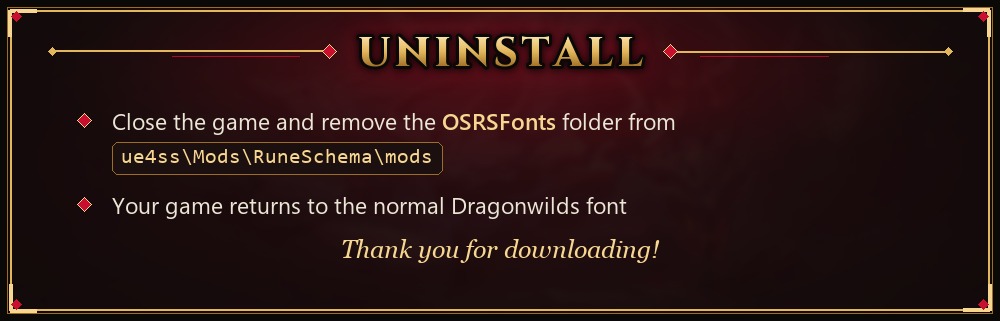 UNINSTALL
Close the game and remove the OSRSFonts folder from
ue4ss\Mods\RuneSchema\mods
Your game returns to the normal Dragonwilds font
Thank you for downloading!